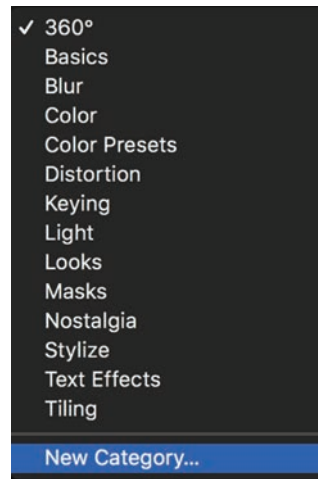 ✓ 360°
Basics
Blur
Color
Color Presets
Distortion
Keying
Light
Looks
Masks
Nostalgia
Stylize
Text Effects
Tiling
New Category...